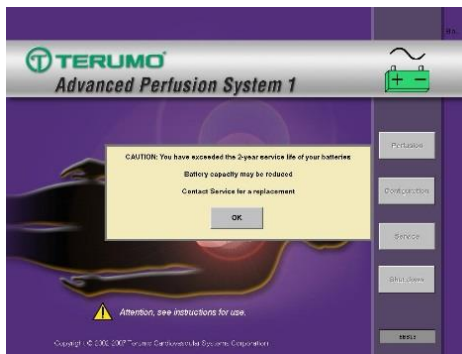 TERUMO
Advanced Perfusion System 1
CAUTION: You have exceeded the 2-year service life of your batteries
Battery capacity may be reduced
Contact Service for a replacement
OK
Perfusion
Configuration
Service
Shut down
Attention, see instructions for use.
Copyright © 2002-2007 Terumo Cardiovascular Systems Corporation